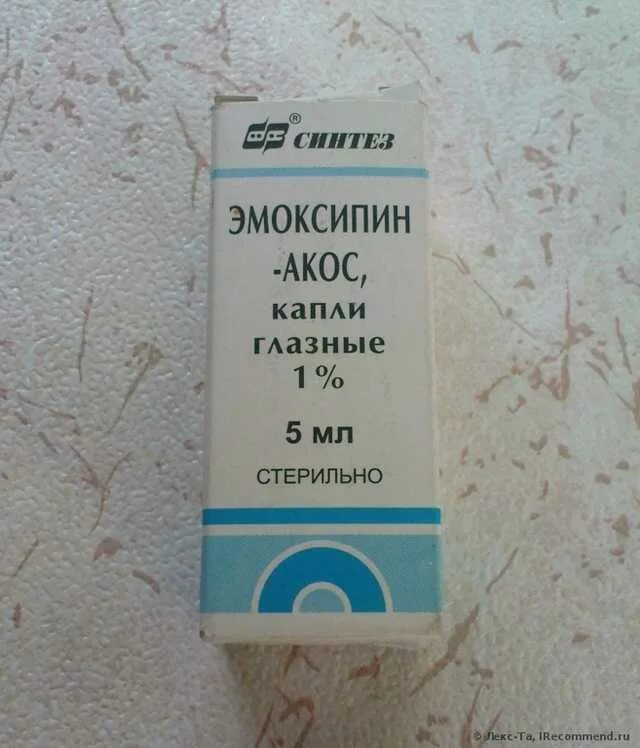 ® СИНТЕЗ
ЭМОКСИПИН
-АКОС,
капли
глазные
1%
5 мл
СТЕРИЛЬНО
© Лекс-Та, IRecommend.ru